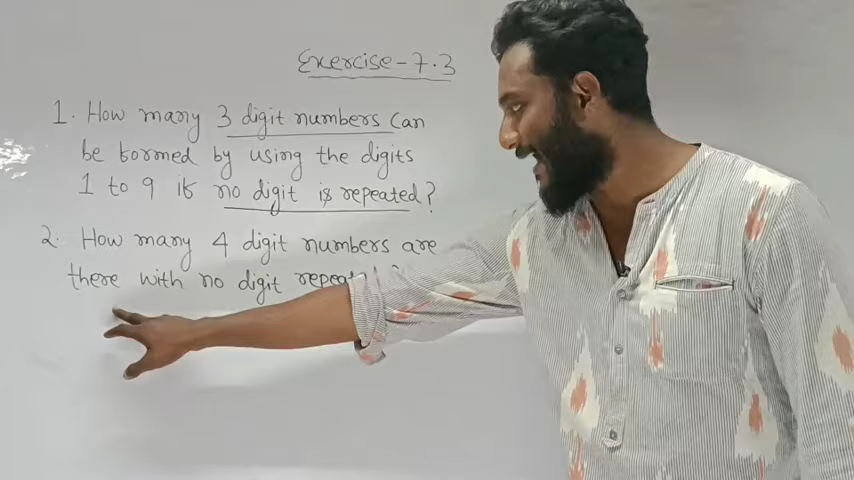 Exercise-7.3
1. How many 3 digit numbers can
be formed by using the digits
1 to 9 if no digit is repeated?
2. How many 4 digit numbers are
there with no digit